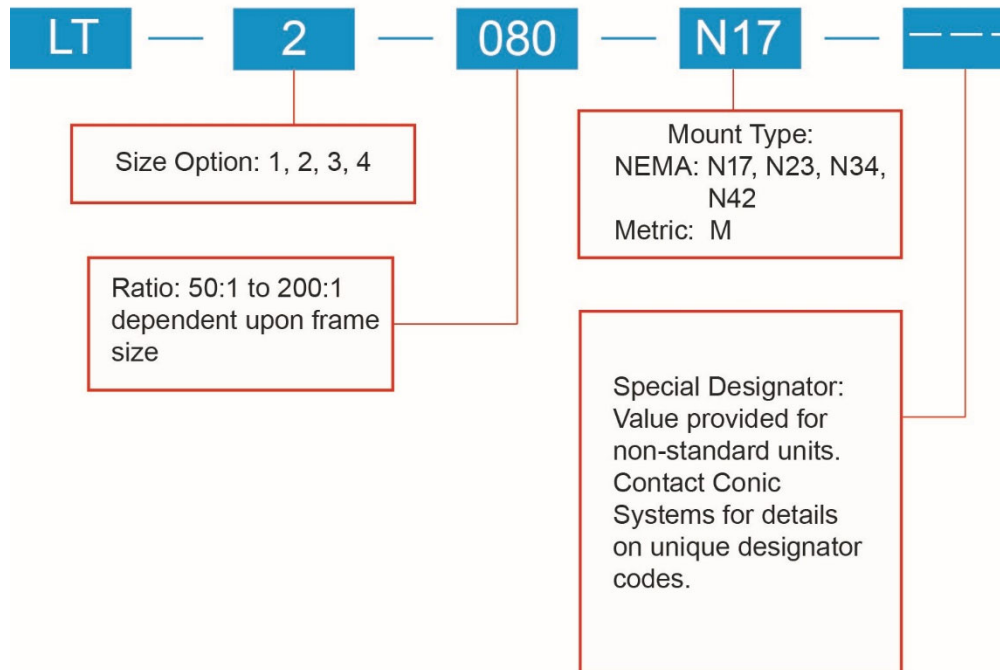 LT — 2 — 080 — N17 — ---
Size Option: 1, 2, 3, 4
Mount Type:
NEMA: N17, N23, N34,
N42
Metric: M
Ratio: 50:1 to 200:1
dependent upon frame
size
Special Designator:
Value provided for
non-standard units.
Contact Conic
Systems for details
on unique designator
codes.